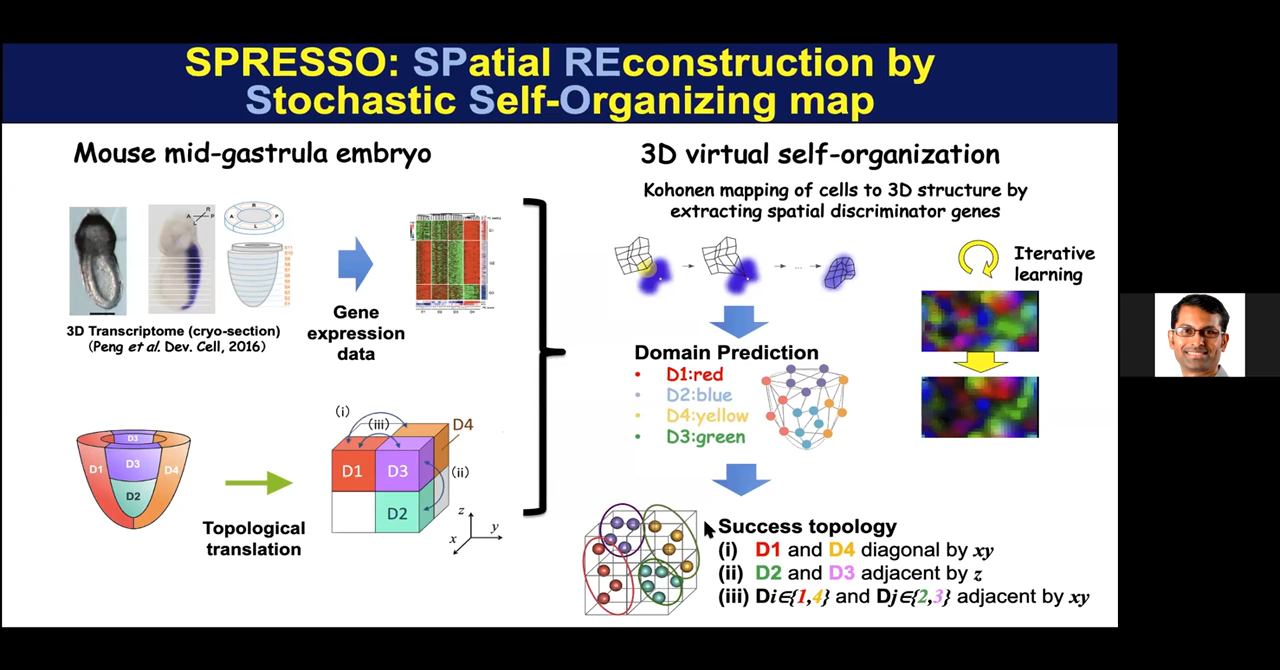 SPRESSO: SPatial REconstruction by
Stochastic Self-Organizing map
Mouse mid-gastrula embryo
3D Transcriptome (cryo-section)
(Peng et al. Dev. Cell, 2016)
R
A
P
L
R
A
P
L
Gene
expression
data
D1
D3
D3
D4
D2
Topological
translation
(i)
(iii)
D4
D1
D3
(ii)
D2
z
y
x
3D virtual self-organization
Kohonen mapping of cells to 3D structure by
extracting spatial discriminator genes
...
Iterative
learning
Domain Prediction
• D1:red
• D2:blue
• D4:yellow
• D3:green
Success topology
(i) D1 and D4 diagonal by xy
(ii) D2 and D3 adjacent by z
(iii) Di∈{1,4} and Dj∈{2,3} adjacent by xy